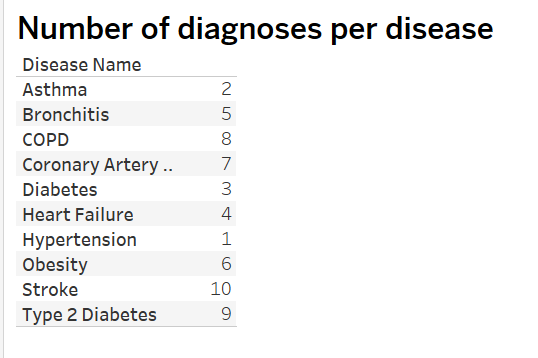 Number of diagnoses per disease
Disease Name
Asthma 2
Bronchitis 5
COPD 8
Coronary Artery .. 7
Diabetes 3
Heart Failure 4
Hypertension 1
Obesity 6
Stroke 10
Type 2 Diabetes 9